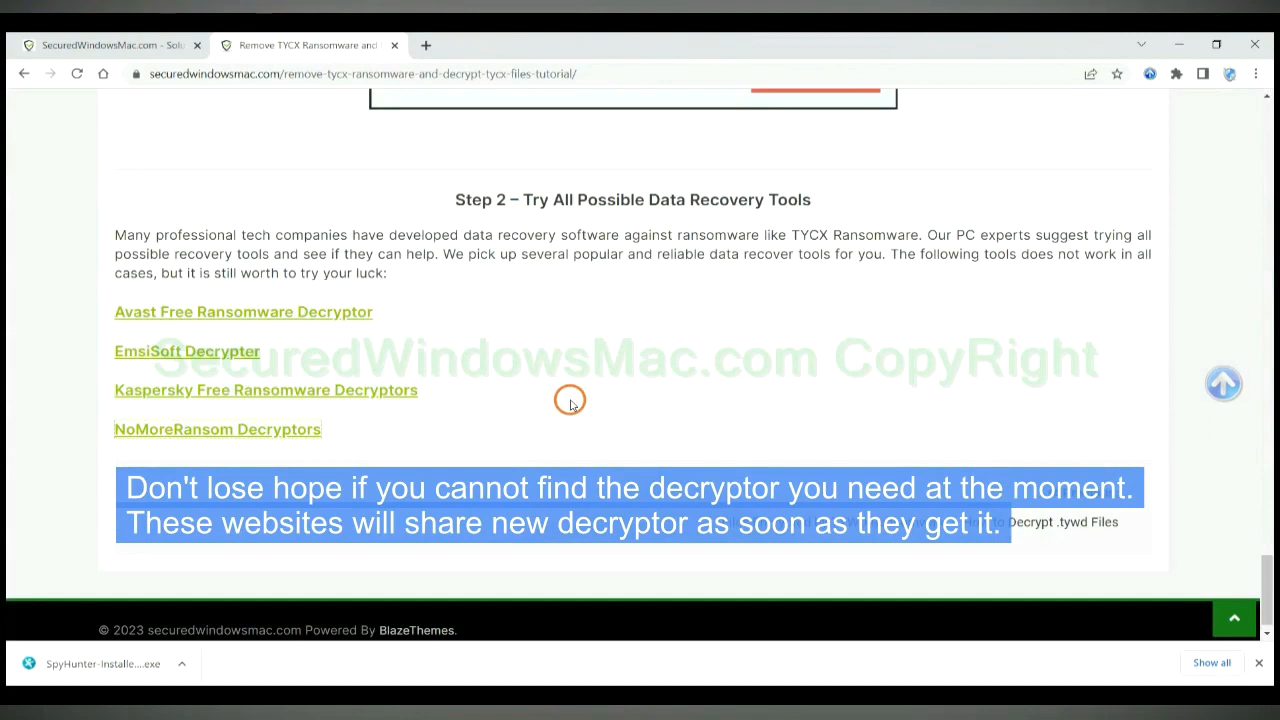 SecuredWindowsMac.com - Solu
Remove TYCX Ransomware and
securedwindowsmac.com/remove-tycx-ransomware-and-decrypt-tycx-files-tutorial/
Step 2 – Try All Possible Data Recovery Tools
Many professional tech companies have developed data recovery software against ransomware like TYCX Ransomware. Our PC experts suggest trying all
possible recovery tools and see if they can help. We pick up several popular and reliable data recover tools for you. The following tools does not work in all
cases, but it is still worth to try your luck:
Avast Free Ransomware Decryptor
SecuredWindowsMac.com CopyRight
EmsiSoft Decrypter
Kaspersky Free Ransomware Decryptors
NoMoreRansom Decryptors
Don't lose hope if you cannot find the decryptor you need at the moment.
These websites will share new decryptor as soon as they get it.
Decrypt .tywd Files
© 2023 securedwindowsmac.com Powered By BlazeThemes.
SpyHunter-Installe....exe
Show all